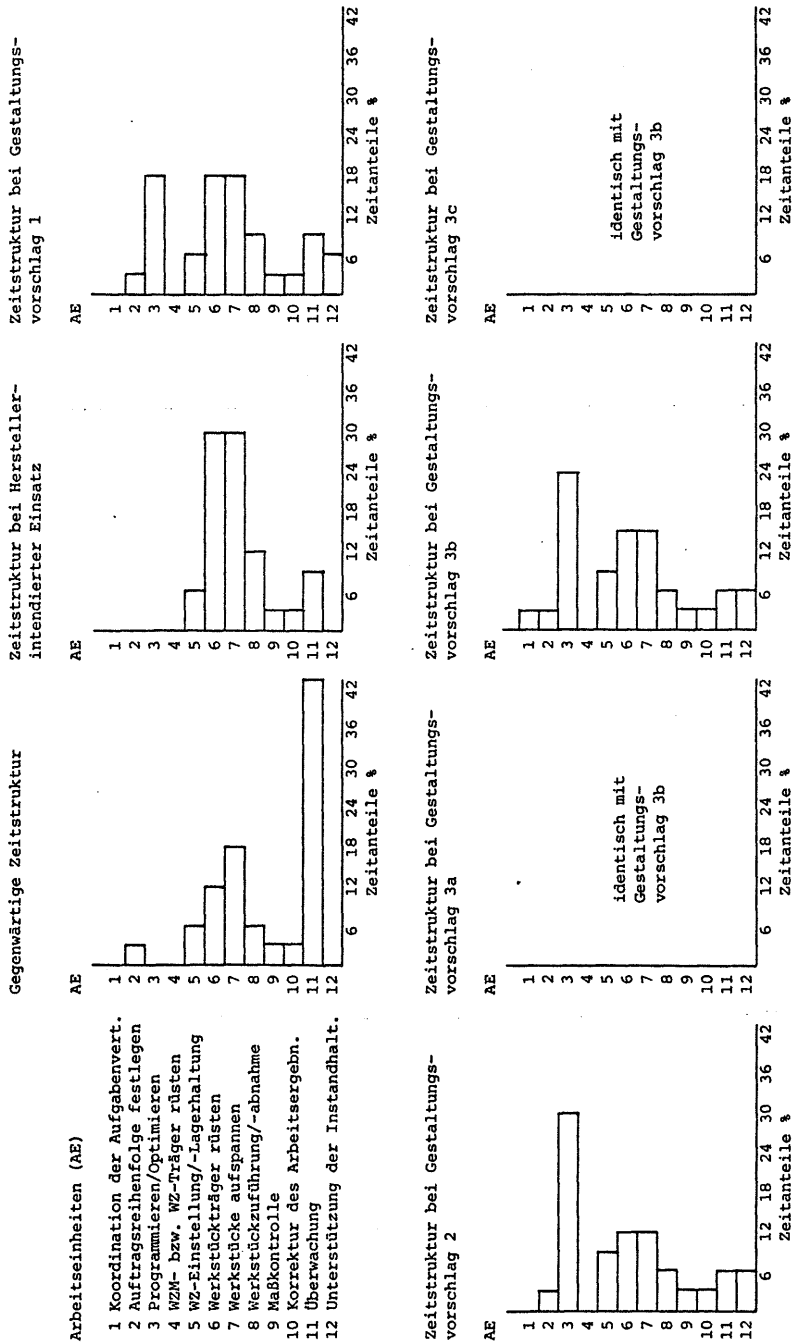 Arbeitseinheiten (AE)
1 Koordination der Aufgabenvert.
2 Auftragsreihenfolge festlegen
3 Programmieren/Optimieren
4 WZM- bzw. WZ-Träger rüsten
5 WZ-Einstellung/-Lagerhaltung
6 Werkstückträger rüsten
7 Werkstücke aufspannen
8 Werkstückzuführung/-abnahme
9 Maßkontrolle
10 Korrektur des Arbeitsergebn.
11 Überwachung
12 Unterstützung der Instandhalt.
Gegenwärtige Zeitstruktur
AE
1
2
3
4
5
6
7
8
9
10
11
12
6 12 18 24 30 36 42
Zeitanteile %
Zeitstruktur bei Hersteller-
intendierter Einsatz
AE
1
2
3
4
5
6
7
8
9
10
11
12
6 12 18 24 30 36 42
Zeitanteile %
Zeitstruktur bei Gestaltungs-
vorschlag 1
AE
1
2
3
4
5
6
7
8
9
10
11
12
6 12 18 24 30 36 42
Zeitanteile %
Zeitstruktur bei Gestaltungs-
vorschlag 2
AE
1
2
3
4
5
6
7
8
9
10
11
12
6 12 18 24 30 36 42
Zeitanteile %
Zeitstruktur bei Gestaltungs-
vorschlag 3a
AE
1
2
3
4
5
6
7
8
9
10
11
12
identisch mit
Gestaltungs-
vorschlag 3b
6 12 18 24 30 36 42
Zeitanteile %
Zeitstruktur bei Gestaltungs-
vorschlag 3b
AE
1
2
3
4
5
6
7
8
9
10
11
12
6 12 18 24 30 36 42
Zeitanteile %
Zeitstruktur bei Gestaltungs-
vorschlag 3c
AE
1
2
3
4
5
6
7
8
9
10
11
12
identisch mit
Gestaltungs-
vorschlag 3b
6 12 18 24 30 36 42
Zeitanteile %